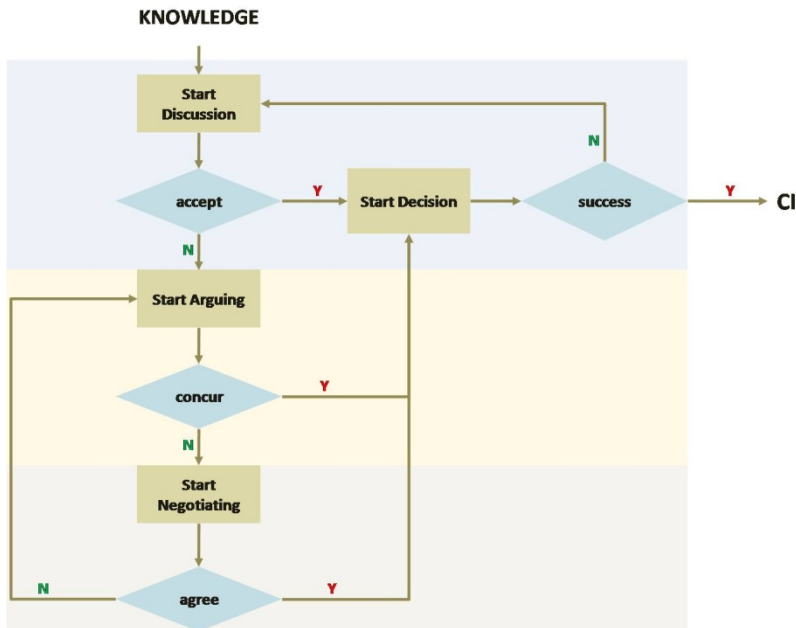 KNOWLEDGE
Start
Discussion
N
accept
Y
Start Decision
success
Y
CI
N
Start Arguing
concur
Y
N
Start
Negotiating
N
agree
Y